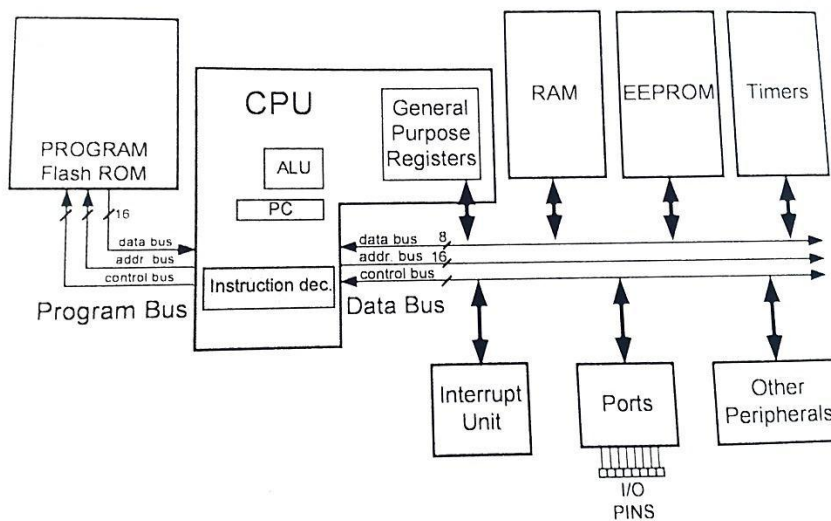 PROGRAM
Flash ROM
CPU
General
Purpose
Registers
ALU
PC
Instruction dec.
RAM
EEPROM
Timers
16
data bus
addr. bus
control bus
Program Bus
data bus 8
addr. bus 16
control bus
Data Bus
Interrupt
Unit
Ports
Other
Peripherals
I/O
PINS